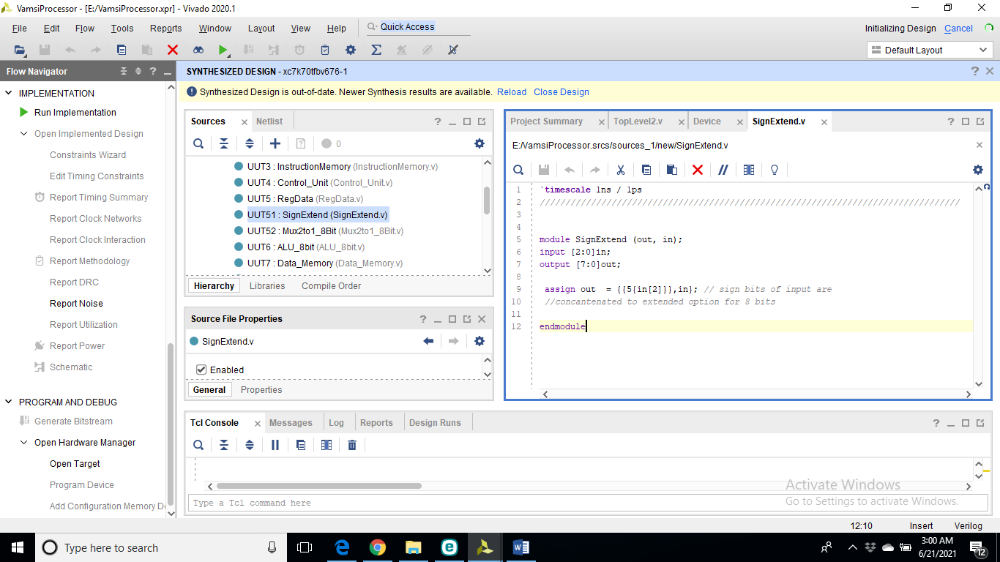 VamsiProcessor - [E:/VamsiProcessor.xpr] - Vivado 2020.1
File Edit Flow Tools Reports Window Layout View Help Quick Access
Initializing Design Cancel
Default Layout
Flow Navigator
IMPLEMENTATION
Run Implementation
Open Implemented Design
Constraints Wizard
Edit Timing Constraints
Report Timing Summary
Report Clock Networks
Report Clock Interaction
Report Methodology
Report DRC
Report Noise
Report Utilization
Report Power
Schematic
PROGRAM AND DEBUG
Generate Bitstream
Open Hardware Manager
Open Target
Program Device
Add Configuration Memory D
SYNTHESIZED DESIGN - xc7k70tfbv676-1
Synthesized Design is out-of-date. Newer Synthesis results are available. Reload Close Design
Sources Netlist
0
UUT3 : InstructionMemory (InstructionMemory.v)
UUT4 : Control_Unit (Control_Unit.v)
UUT5 : RegData (RegData.v)
UUT51 : SignExtend (SignExtend.v)
UUT52 : Mux2to1_8Bit (Mux2to1_8Bit.v)
UUT6 : ALU_8bit (ALU_8bit.v)
UUT7 : Data_Memory (Data_Memory.v)
Hierarchy Libraries Compile Order
Source File Properties
SignExtend.v
Enabled
General Properties
Project Summary TopLevel2.v Device SignExtend.v
E:/VamsiProcessor.srcs/sources_1/new/SignExtend.v
1 `timescale 1ns / 1ps
2 //////////////////////////////////////////////////////////////////////////////////
3
4
5 module SignExtend (out, in);
6 input [2:0]in;
7 output [7:0]out;
8
9 assign out = {{5{in[2]}},in}; // sign bits of input are
10 //concantenated to extended option for 8 bits
11
12 endmodule
Tcl Console Messages Log Reports Design Runs
Type a Tcl command here
Activate Windows
Go to Settings to activate Windows.
12:10 Insert Verilog
Type here to search
3:00 AM
6/21/2021
12